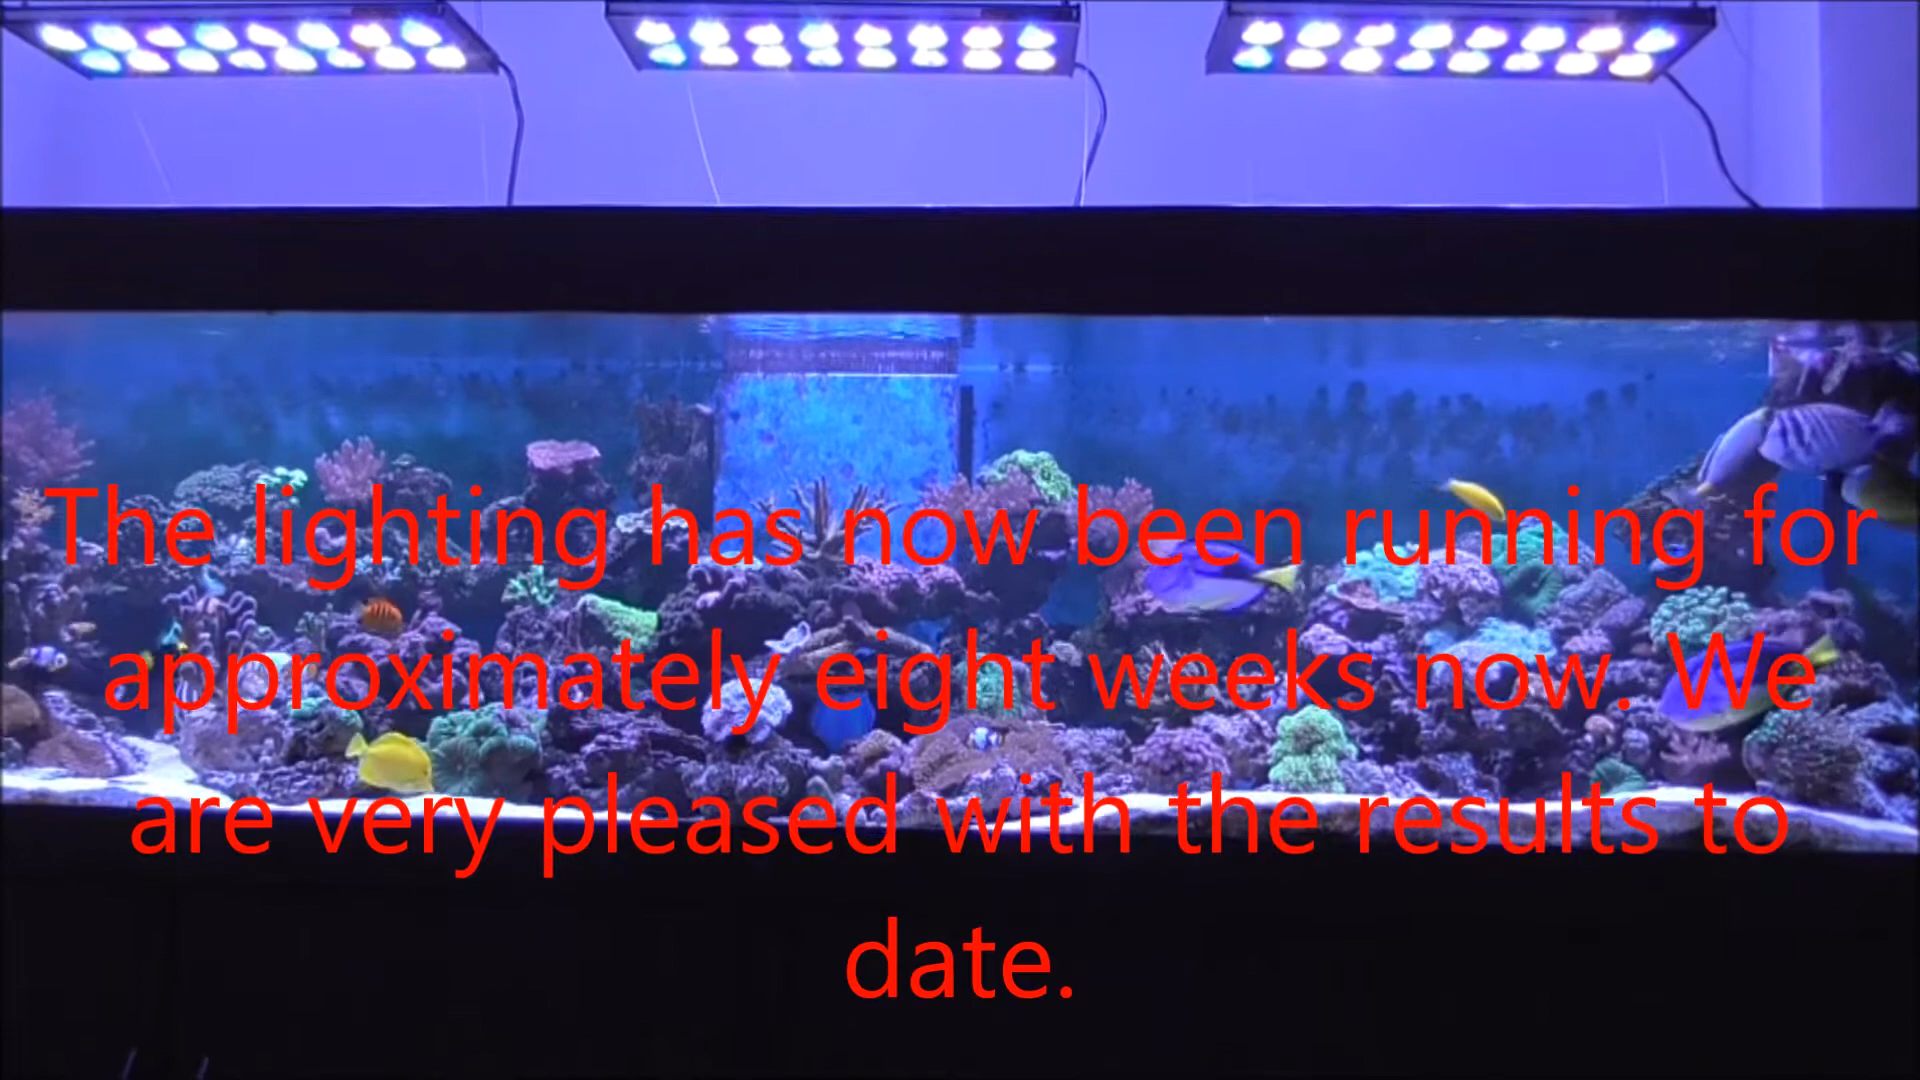 The lighting has now been running for
approximately eight weeks now. We
are very pleased with the results to
date.